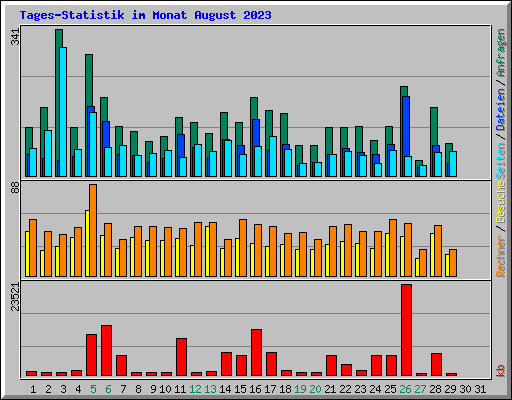 Tages-Statistik im Monat August 2023
341
Seiten / Dateien / Anfragen
88
Rechner / Besuche
23521
kb
1 2 3 4 5 6 7 8 9 10 11 12 13 14 15 16 17 18 19 20 21 22 23 24 25 26 27 28 29 30 31